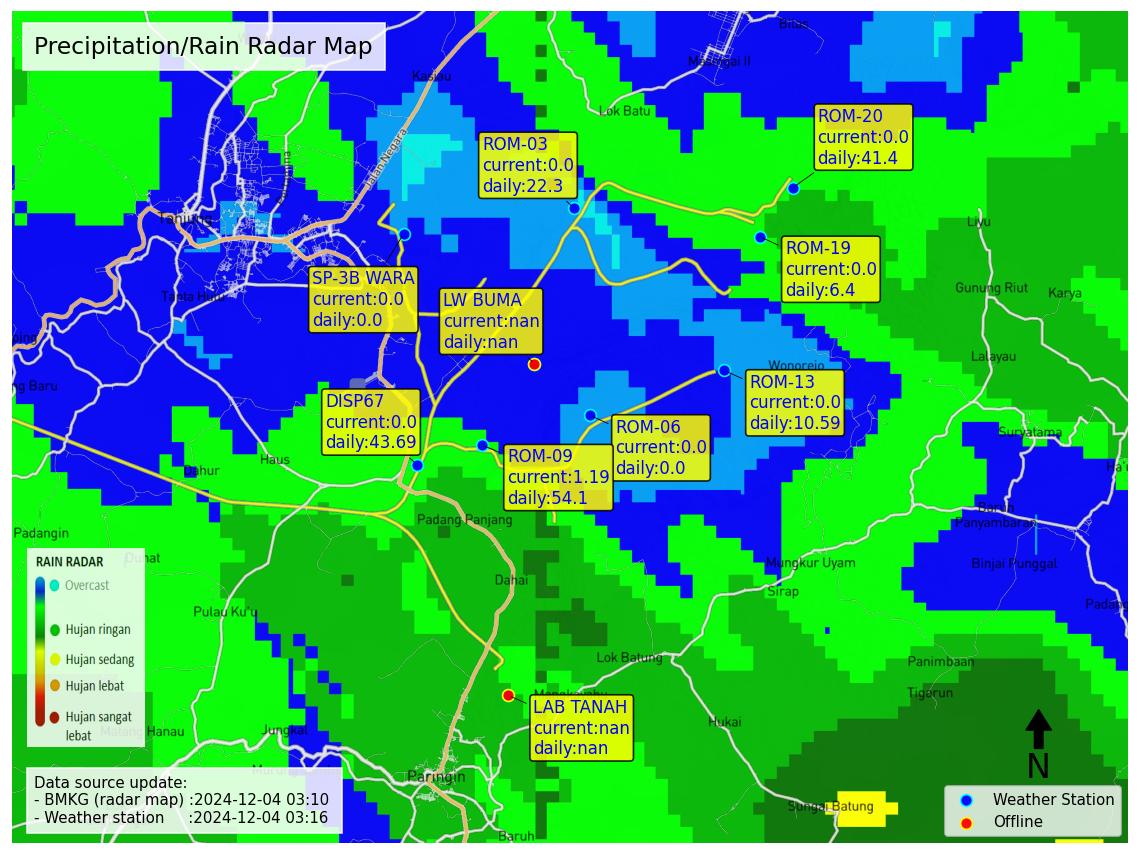 Precipitation/Rain Radar Map
Bilas
Masingai II
Kasiau
Lok Batu
Jalan Negara
ROM-20
current:0.0
daily:41.4
ROM-03
current:0.0
daily:22.3
Tanjung
Liyu
ROM-19
current:0.0
daily:6.4
SP-3B WARA
current:0.0
daily:0.0
LW BUMA
current:nan
daily:nan
Gunung Riut
Karya
Tanta Hulu
Lalayau
Wonorejo
ng Baru
ROM-13
current:0.0
daily:10.59
DISP67
current:0.0
daily:43.69
ROM-06
current:0.0
daily:0.0
ROM-09
current:1.19
daily:54.1
Suryatama
Haus
Dahur
Baruh
Panyambaran
Padang Panjang
Padangin
Dahai
Mungkur Uyam
Binjai Punggal
Sirap
Padang
Pulau Ku'u
RAIN RADAR
Overcast
Hujan ringan
Hujan sedang
Hujan lebat
Hujan sangat
lebat
Lok Batung
Panimbaan
Tigarun
LAB TANAH
current:nan
daily:nan
Hukai
Jungkal
Paringin
Sungai Batung
Baruh
N
Data source update:
- BMKG (radar map) :2024-12-04 03:10
- Weather station :2024-12-04 03:16
Weather Station
Offline